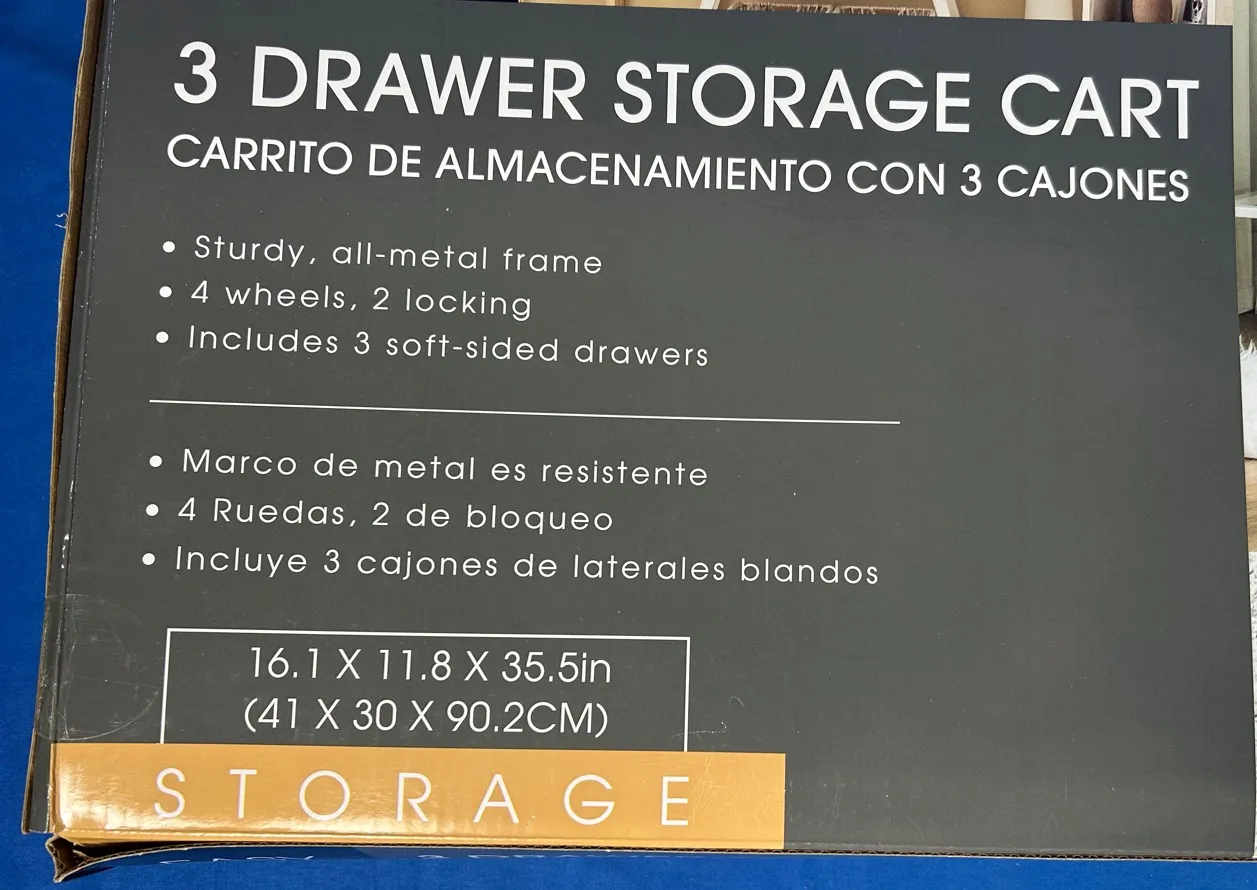 3 DRAWER STORAGE CART
CARRITO DE ALMACENAMIENTO CON 3 CAJONES
• Sturdy, all-metal frame
• 4 wheels, 2 locking
• Includes 3 soft-sided drawers
• Marco de metal es resistente
• 4 Ruedas, 2 de bloqueo
• Incluye 3 cajones de laterales blandos
16.1 X 11.8 X 35.5in
(41 X 30 X 90.2CM)
STORAGE